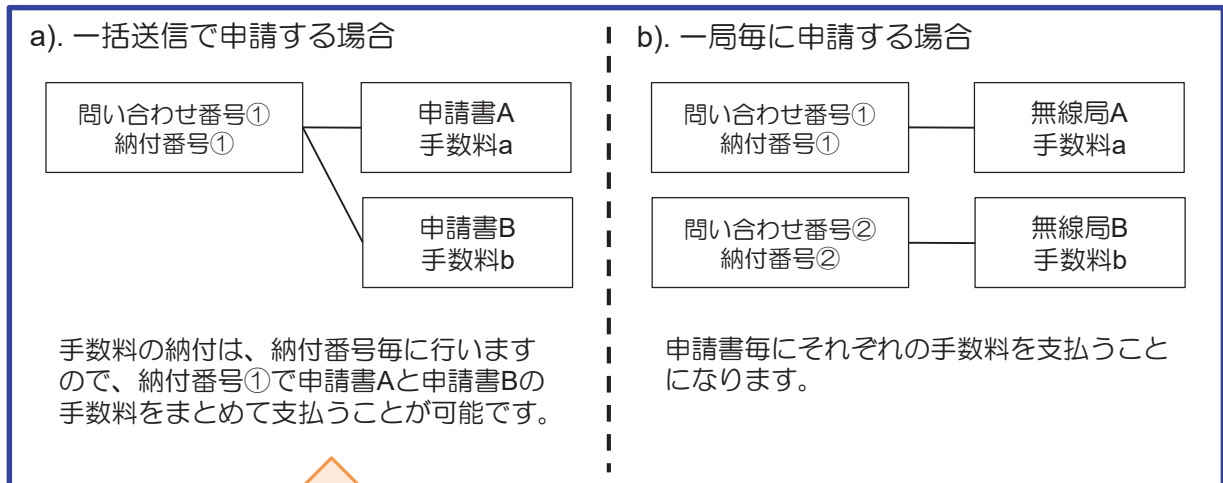 a). 一括送信で申請する場合
問い合わせ番号①
納付番号①
申請書A
手数料a
申請書B
手数料b
手数料の納付は、納付番号毎に行います
ので、納付番号①で申請書Aと申請書Bの
手数料をまとめて支払うことが可能です。
b). 一局毎に申請する場合
問い合わせ番号①
納付番号①
無線局A
手数料a
問い合わせ番号②
納付番号②
無線局B
手数料b
申請書毎にそれぞれの手数料を支払うこと
になります。